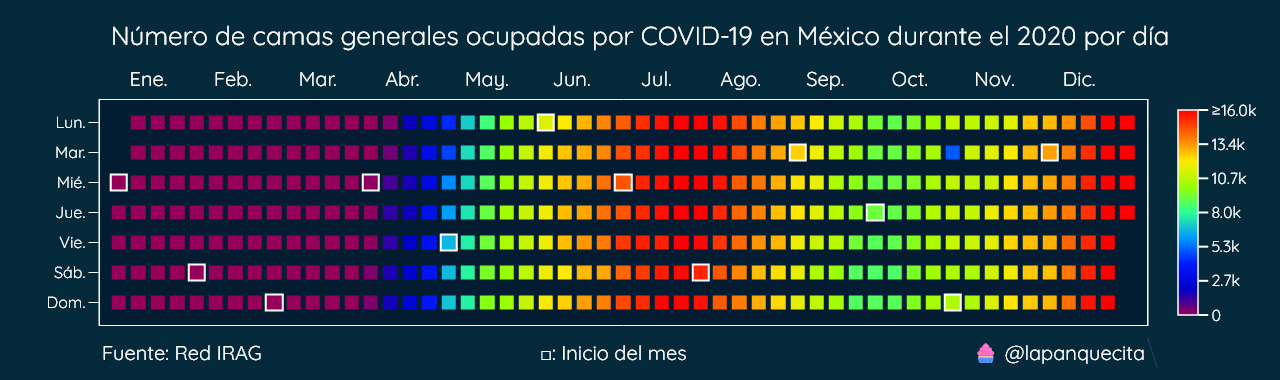 Número de camas generales ocupadas por COVID-19 en México durante el 2020 por día
Ene. Feb. Mar. Abr. May. Jun. Jul. Ago. Sep. Oct. Nov. Dic.
Lun.
Mar.
Mié.
Jue.
Vie.
Sáb.
Dom.
≥16.0k
13.4k
10.7k
8.0k
5.3k
2.7k
0
Fuente: Red IRAG
□: Inicio del mes
🧁 @lapanquecita